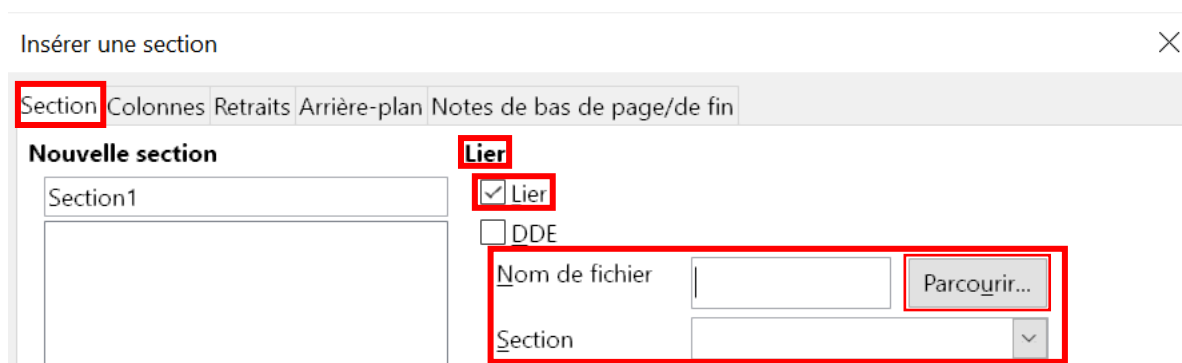 Insérer une section
Section Colonnes Retraits Arrière-plan Notes de bas de page/de fin
Nouvelle section
Lier
Section1
Lier
DDE
Nom de fichier
Parcourir...
Section